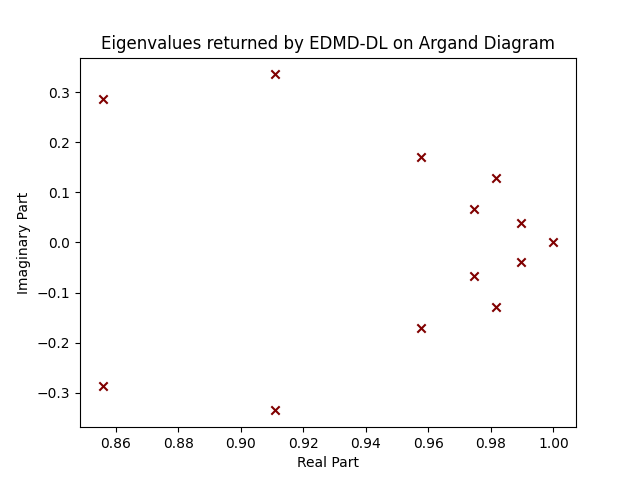 Eigenvalues returned by EDMD-DL on Argand Diagram
Imaginary Part
0.3
0.2
0.1
0.0
−0.1
−0.2
−0.3
0.86 0.88 0.90 0.92 0.94 0.96 0.98 1.00
Real Part